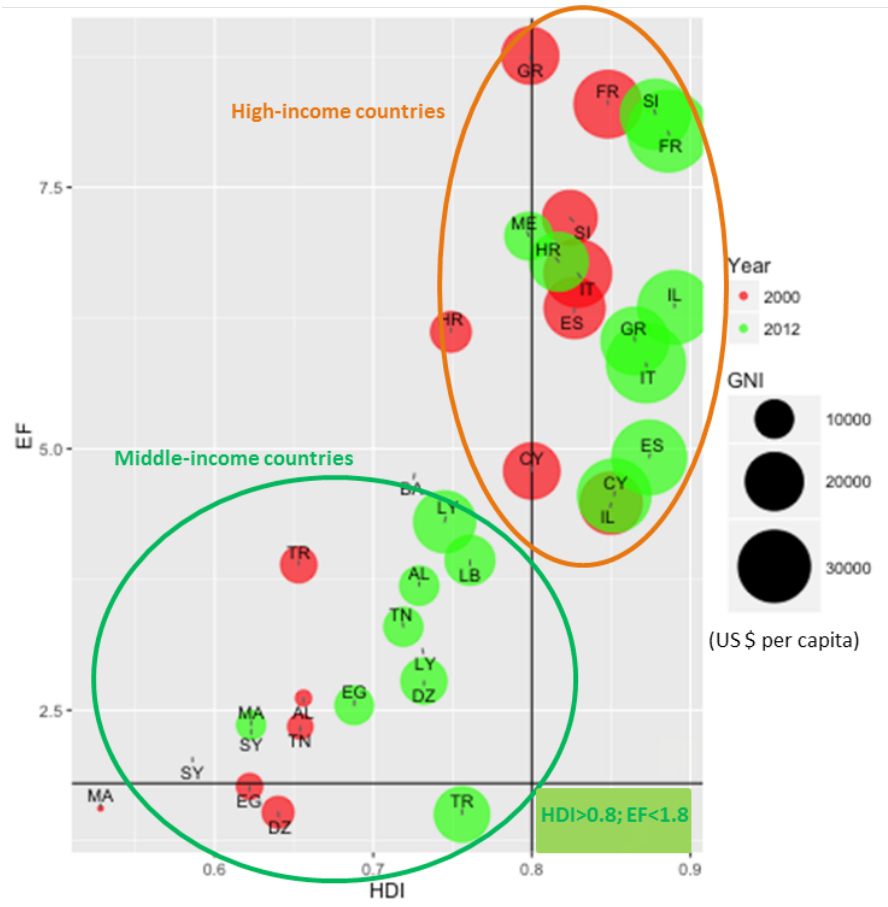 High-income countries
GR
FR
SI
FR
7.5
ME
SI
HR
IT
IL
HR
ES
GR
IT
EF
5.0
Middle-income countries
CY
ES
BA
CY
LY
IL
TR
AL
LB
TN
LY
2.5
MA
AL
EG
DZ
SY
TN
SY
MA
EG
DZ
TR
HDI>0.8; EF<1.8
0.6
0.7
0.8
0.9
HDI
Year
2000
2012
GNI
10000
20000
30000
(US $ per capita)